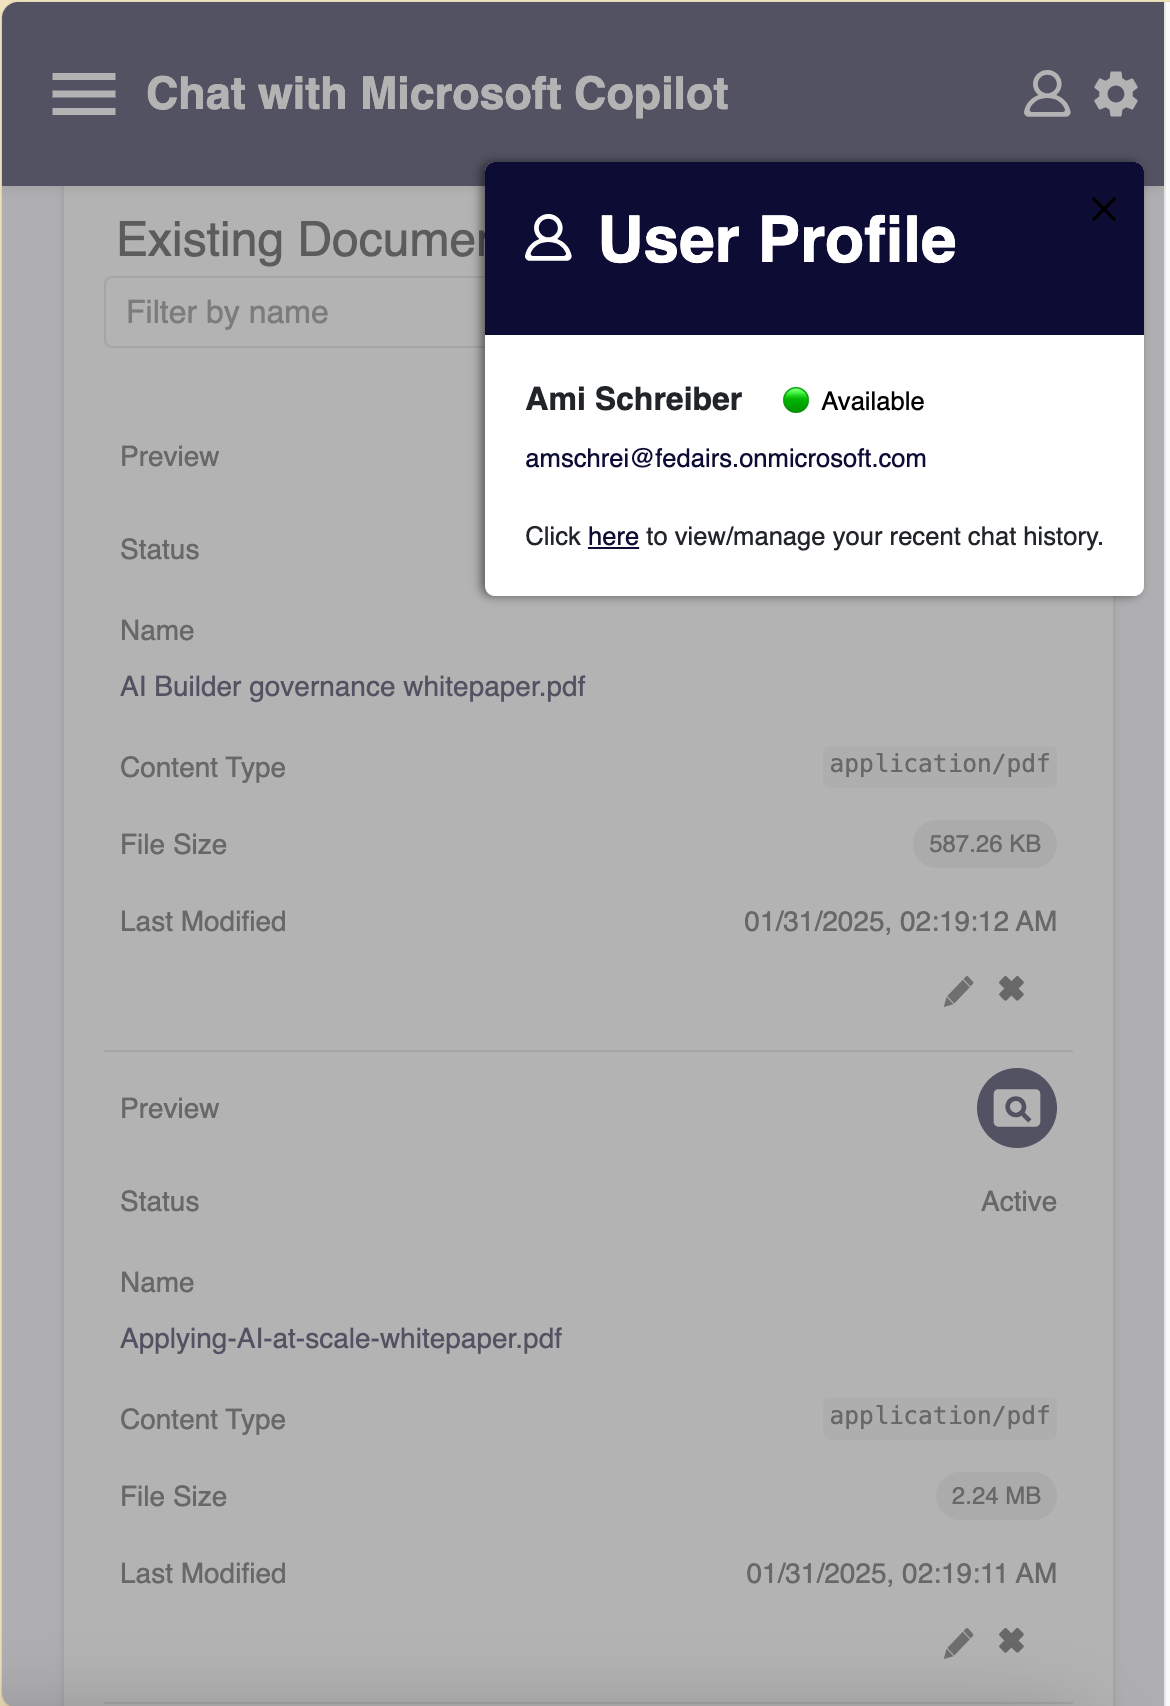 Chat with Microsoft Copilot
User Profile
Ami Schreiber Available
amschrei@fedairs.onmicrosoft.com
Click here to view/manage your recent chat history.
Existing
Filter by name
Preview
Status
Name
AI Builder governance whitepaper.pdf
Content Type application/pdf
File Size 587.26 KB
Last Modified 01/31/2025, 02:19:12 AM
Preview
Status Active
Name
Applying-AI-at-scale-whitepaper.pdf
Content Type application/pdf
File Size 2.24 MB
Last Modified 01/31/2025, 02:19:11 AM